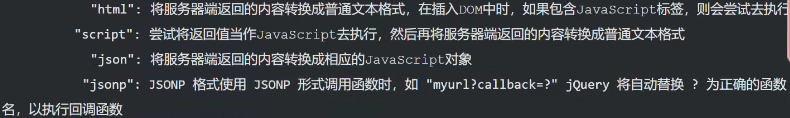 "html": 将服务器端返回的内容转换成普通文本格式，在插入DOM中时，如果包含JavaScript标签，则会尝试去执行
"script": 尝试将返回值当作JavaScript去执行，然后再将服务器端返回的内容转换成普通文本格式
"json": 将服务器端返回的内容转换成相应的JavaScript对象
"jsonp": JSONP 格式使用 JSONP 形式调用函数时，如 "myurl?callback=?" jQuery 将自动替换 ? 为正确的函数
名，以执行回调函数